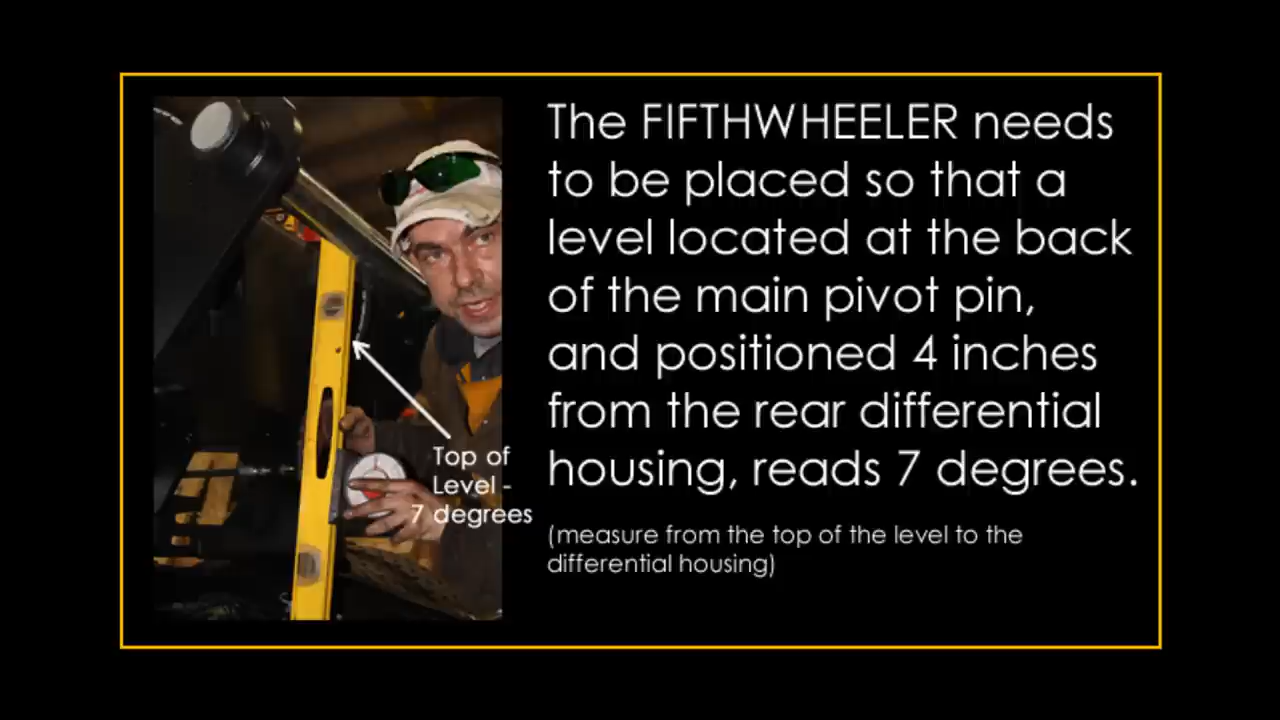 The FIFTHWHEELER needs
to be placed so that a
level located at the back
of the main pivot pin,
and positioned 4 inches
from the rear differential
housing, reads 7 degrees.
(measure from the top of the level to the
differential housing)
Top of
Level -
7 degrees